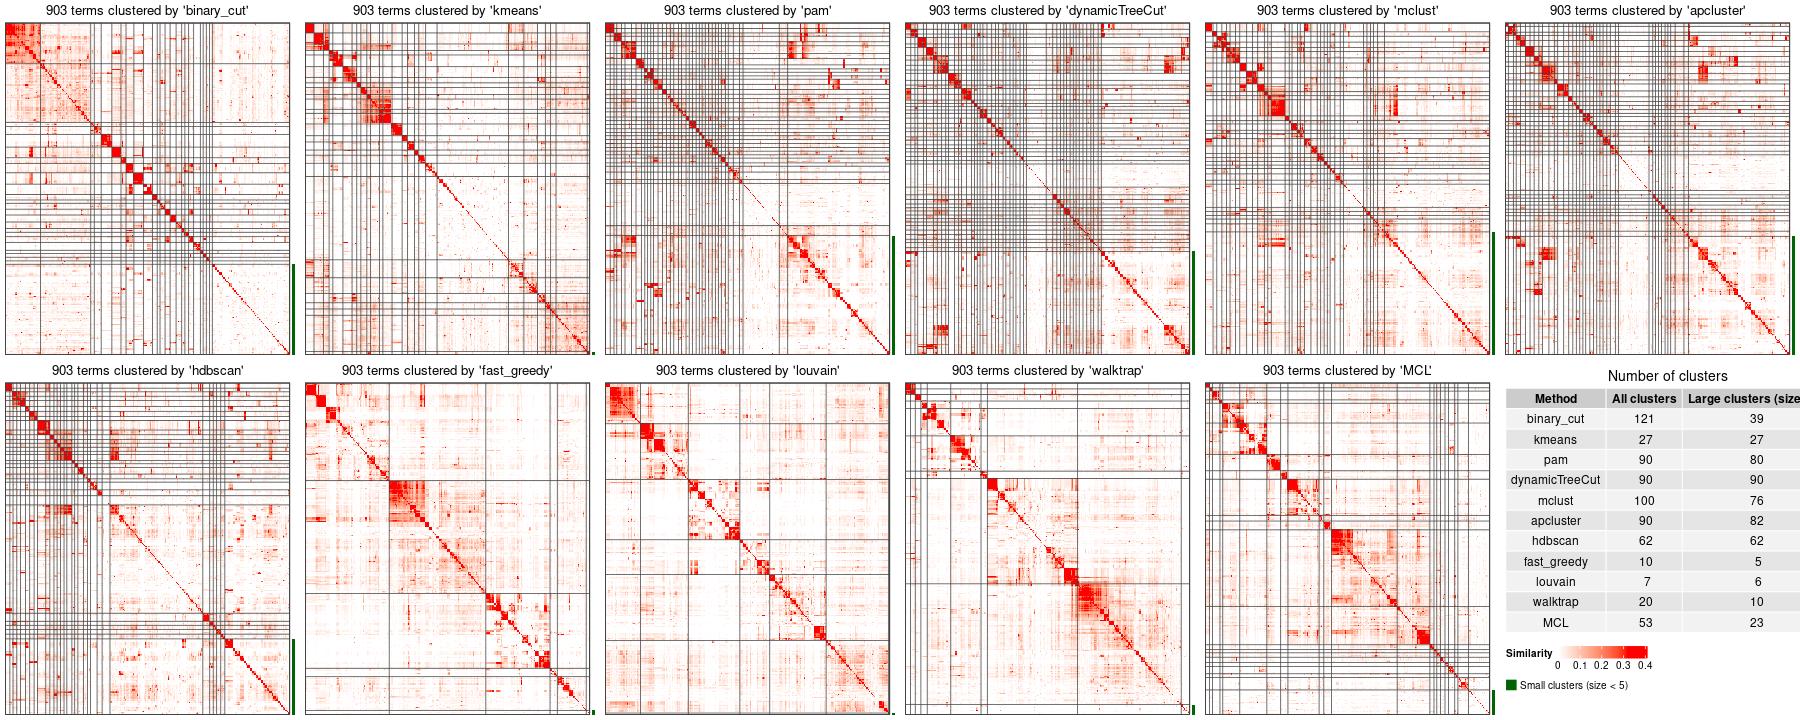 903 terms clustered by 'binary_cut'
903 terms clustered by 'kmeans'
903 terms clustered by 'pam'
903 terms clustered by 'dynamicTreeCut'
903 terms clustered by 'mclust'
903 terms clustered by 'apcluster'
903 terms clustered by 'hdbscan'
903 terms clustered by 'fast_greedy'
903 terms clustered by 'louvain'
903 terms clustered by 'walktrap'
903 terms clustered by 'MCL'
Number of clusters
Method All clusters Large clusters (size
binary_cut 121 39
kmeans 27 27
pam 90 80
dynamicTreeCut 90 90
mclust 100 76
apcluster 90 82
hdbscan 62 62
fast_greedy 10 5
louvain 7 6
walktrap 20 10
MCL 53 23
Similarity
0 0.1 0.2 0.3 0.4
Small clusters (size < 5)